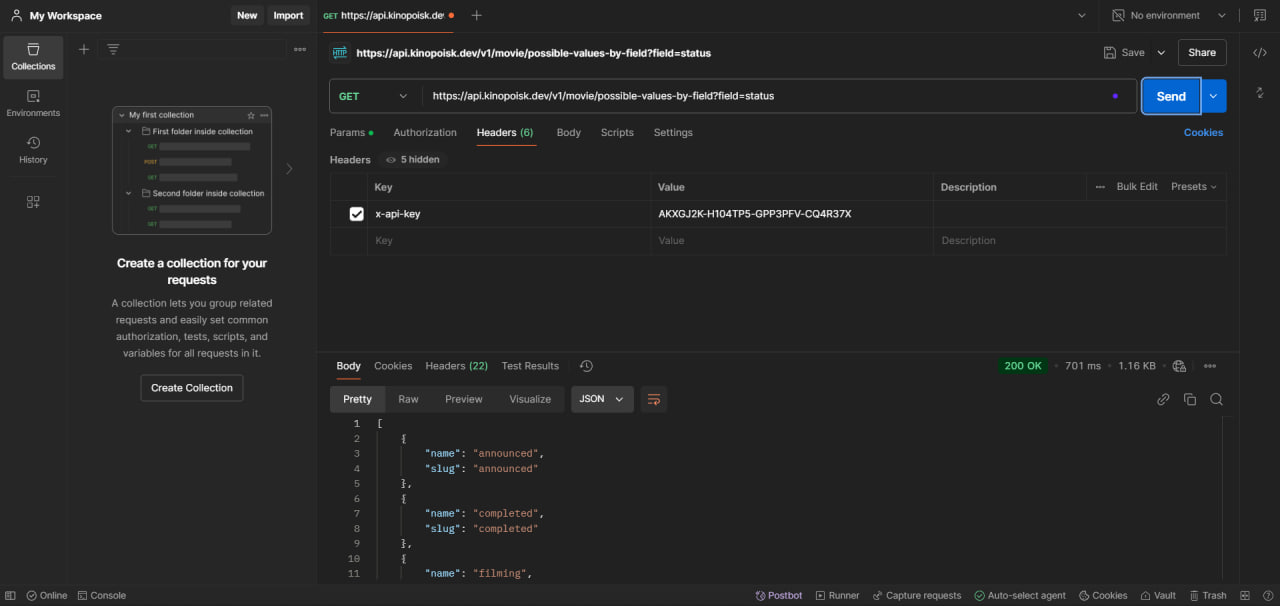 My Workspace
New
Import
GET https://api.kinopoisk.de
No environment
Collections
Environments
History
My first collection
First folder inside collection
GET
POST
GET
Second folder inside collection
GET
GET
Create a collection for your
requests
A collection lets you group related
requests and easily set common
authorization, tests, scripts, and
variables for all requests in it.
Create Collection
HTTP https://api.kinopoisk.dev/v1/movie/possible-values-by-field?field=status
Save
Share
GET https://api.kinopoisk.dev/v1/movie/possible-values-by-field?field=status
Send
Params Authorization Headers (6) Body Scripts Settings
Cookies
Headers 5 hidden
Key Value Description Bulk Edit Presets
x-api-key AKXGJ2K-H104TP5-GPP3PFV-CQ4R37X
Key Value Description
Body Cookies Headers (22) Test Results
200 OK 701 ms 1.16 KB
Pretty Raw Preview Visualize JSON
1 [
2 {
3 "name": "announced",
4 "slug": "announced"
5 },
6 {
7 "name": "completed",
8 "slug": "completed"
9 },
10 {
11 "name": "filming",
Online Console Postbot Runner Capture requests Auto-select agent Cookies Vault Trash